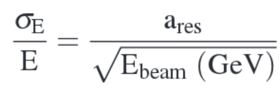 σ_E / E = a_res / √(E_beam (GeV))